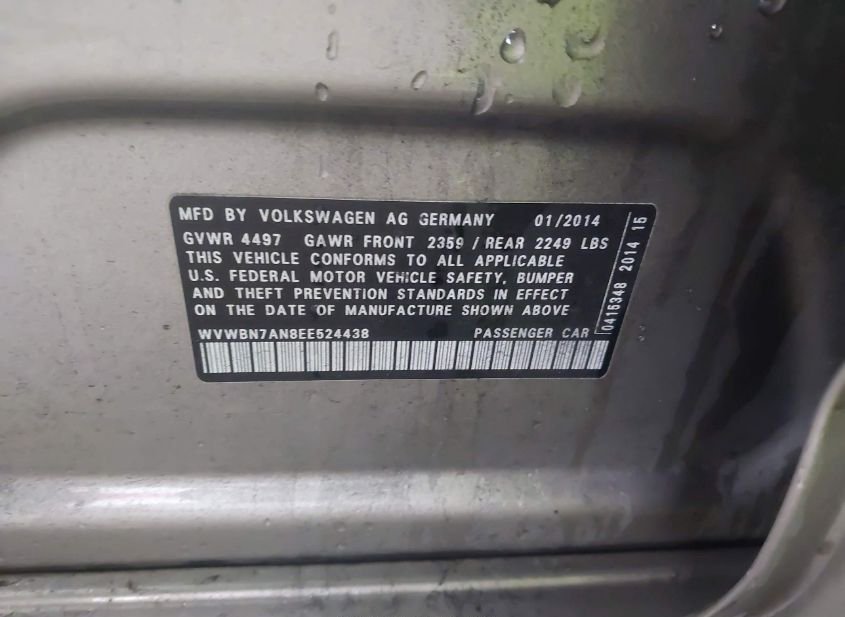 MFD BY VOLKSWAGEN AG GERMANY 01/2014
GVWR 4497 GAWR FRONT 2359 / REAR 2249 LBS
THIS VEHICLE CONFORMS TO ALL APPLICABLE
U.S. FEDERAL MOTOR VEHICLE SAFETY, BUMPER
AND THEFT PREVENTION STANDARDS IN EFFECT
ON THE DATE OF MANUFACTURE SHOWN ABOVE
WVWBN7AN8EE524438 PASSENGER CAR
0416348 2014 15